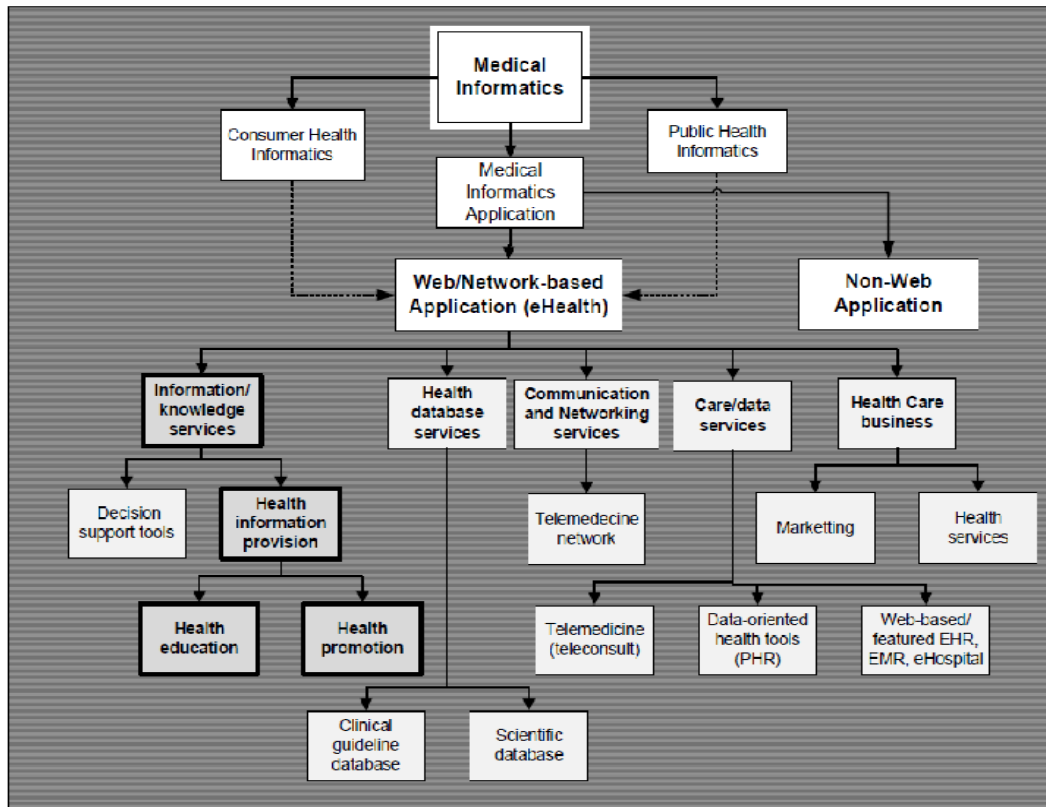 Medical
Informatics
Consumer Health
Informatics
Public Health
Informatics
Medical
Informatics
Application
Web/Network-based
Application (eHealth)
Non-Web
Application
Information/
knowledge
services
Health
database
services
Communication
and Networking
services
Care/data
services
Health Care
business
Decision
support tools
Health
information
provision
Telemedecine
network
Marketting
Health
services
Health
education
Health
promotion
Telemedicine
(teleconsult)
Data-oriented
health tools
(PHR)
Web-based/
featured EHR,
EMR, eHospital
Clinical
guideline
database
Scientific
database